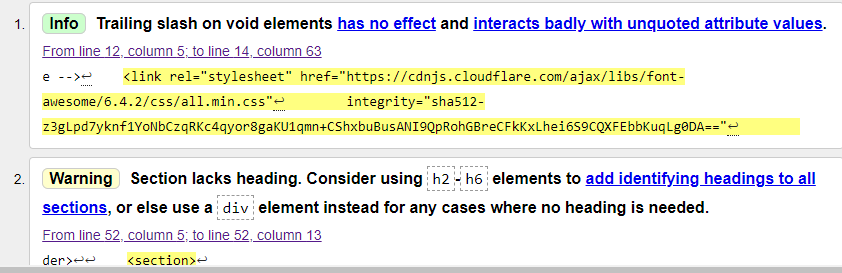 1. Info Trailing slash on void elements has no effect and interacts badly with unquoted attribute values.
From line 12, column 5; to line 14, column 63
e -->↩ <link rel="stylesheet" href="https://cdnjs.cloudflare.com/ajax/libs/font-
awesome/6.4.2/css/all.min.css"↩ integrity="sha512-
z3gLpd7yknf1YoNbCzqRKc4qyor8gaKU1qmn+CShxbuBusANI9QpRohGBreCFkKxLhei6S9CQXFEbbKuqLg0DA=="↩
2. Warning Section lacks heading. Consider using h2-h6 elements to add identifying headings to all
sections, or else use a div element instead for any cases where no heading is needed.
From line 52, column 5; to line 52, column 13
der>↩↩ <section>↩